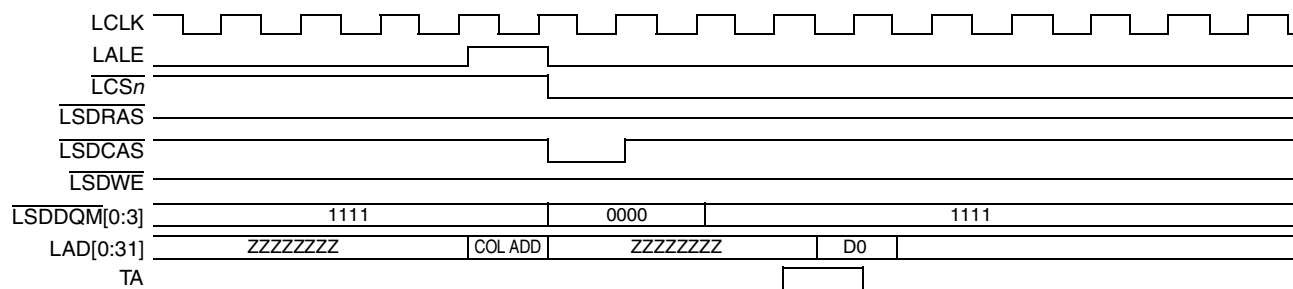 LCLK
LALE
LCSn
LSDRAS
LSDCAS
LSDWE
LSDDQM[0:3] 1111 0000 1111
LAD[0:31] ZZZZZZZZ COL ADD ZZZZZZZZ D0
TA